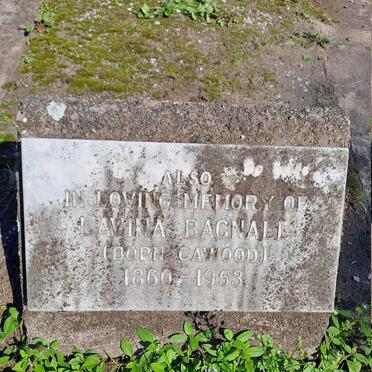 ALSO
IN LOVING MEMORY OF
LAVINA BAGNALL
(BORN CAWOOD)
1860-1953.